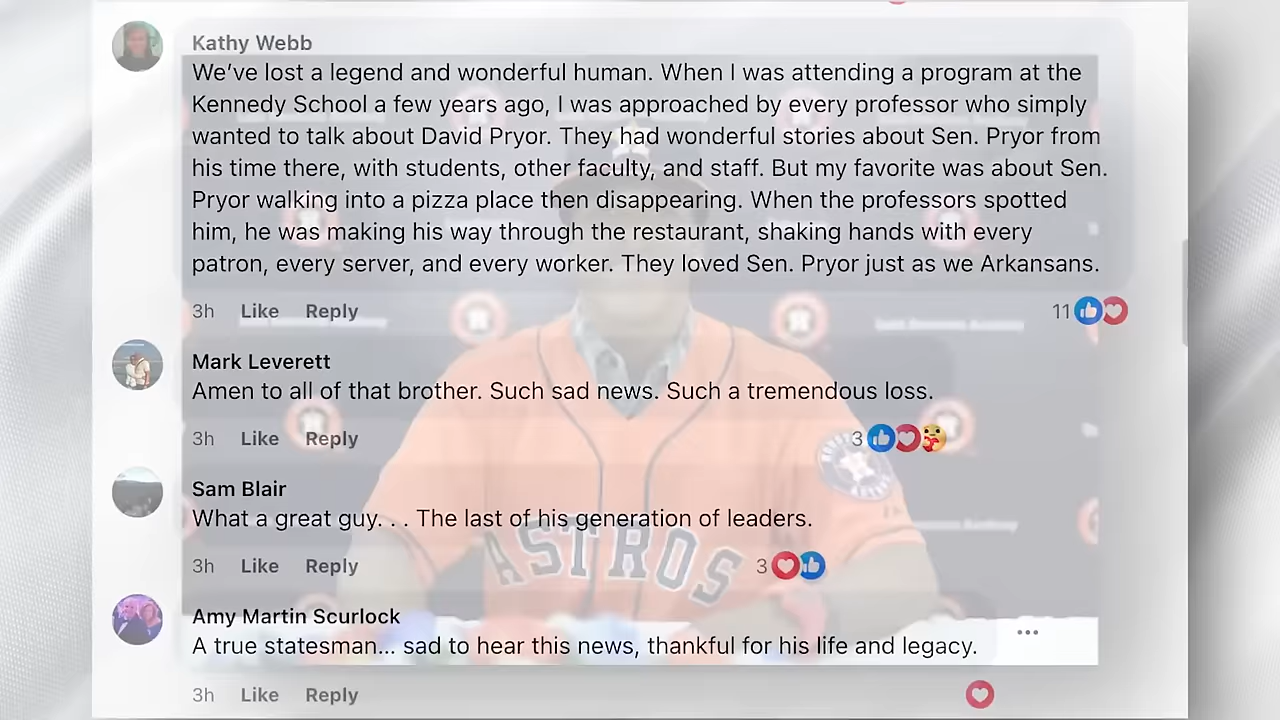 Kathy Webb
We've lost a legend and wonderful human. When I was attending a program at the
Kennedy School a few years ago, I was approached by every professor who simply
wanted to talk about David Pryor. They had wonderful stories about Sen. Pryor from
his time there, with students, other faculty, and staff. But my favorite was about Sen.
Pryor walking into a pizza place then disappearing. When the professors spotted
him, he was making his way through the restaurant, shaking hands with every
patron, every server, and every worker. They loved Sen. Pryor just as we Arkansans.
3h Like Reply 11
Mark Leverett
Amen to all of that brother. Such sad news. Such a tremendous loss.
3h Like Reply 3
Sam Blair
What a great guy. . . The last of his generation of leaders.
3h Like Reply 3
ASTROS
Amy Martin Scurlock
A true statesman... sad to hear this news, thankful for his life and legacy.
3h Like Reply